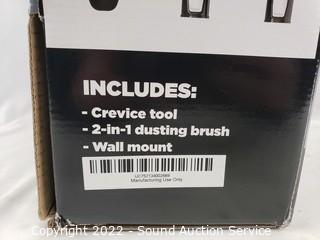 INCLUDES:
- Crevice tool
- 2-in-1 dusting brush
- Wall mount
Manufacturing Use Only
Copyright 2022 - Sound Auction Service